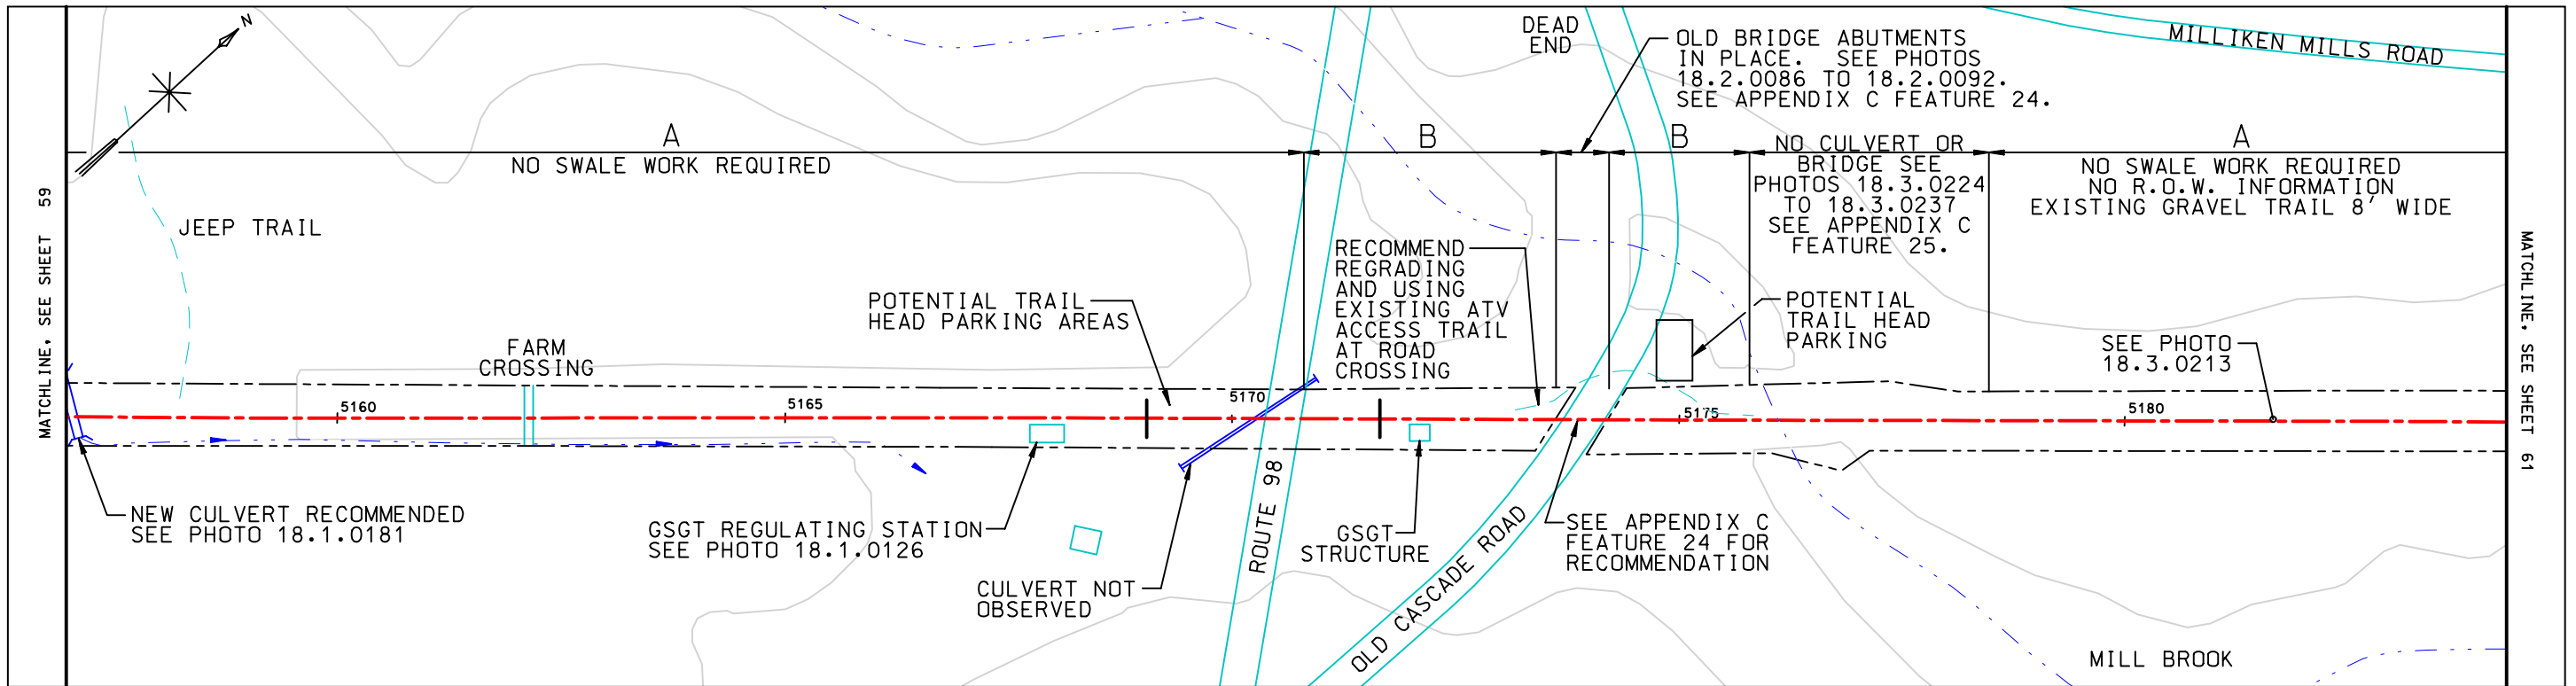 N
DEAD
END
OLD BRIDGE ABUTMENTS
IN PLACE. SEE PHOTOS
18.2.0086 TO 18.2.0092.
SEE APPENDIX C FEATURE 24.
MILLIKEN MILLS ROAD
A
NO SWALE WORK REQUIRED
B
B
NO CULVERT OR
BRIDGE SEE
PHOTOS 18.3.0224
TO 18.3.0237
SEE APPENDIX C
FEATURE 25.
A
NO SWALE WORK REQUIRED
NO R.O.W. INFORMATION
EXISTING GRAVEL TRAIL 8' WIDE
MATCHLINE, SEE SHEET 59
JEEP TRAIL
MATCHLINE, SEE SHEET 61
RECOMMEND
REGRADING
AND USING
EXISTING ATV
ACCESS TRAIL
AT ROAD
CROSSING
POTENTIAL TRAIL
HEAD PARKING AREAS
POTENTIAL
TRAIL HEAD
PARKING
FARM
CROSSING
SEE PHOTO
18.3.0213
5160
5165
5170
5175
5180
NEW CULVERT RECOMMENDED
SEE PHOTO 18.1.0181
GSGT REGULATING STATION
SEE PHOTO 18.1.0126
CULVERT NOT
OBSERVED
ROUTE 98
GSGT
STRUCTURE
OLD CASCADE ROAD
SEE APPENDIX C
FEATURE 24 FOR
RECOMMENDATION
MILL BROOK